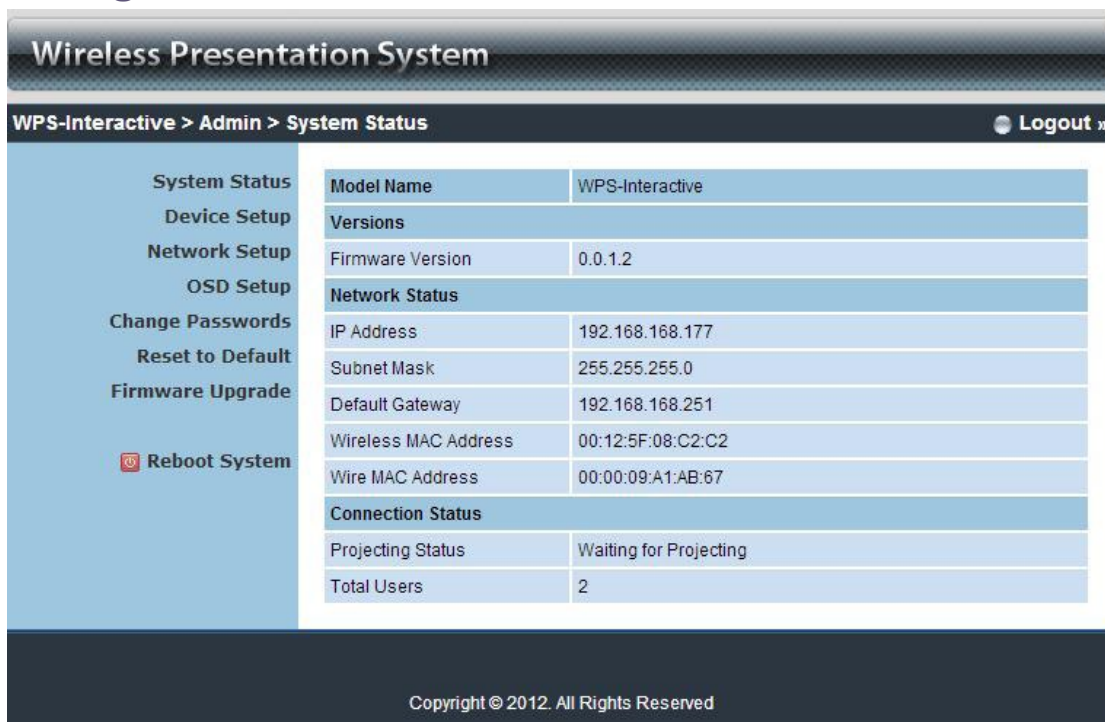 Wireless Presentation System
WPS-Interactive > Admin > System Status
Logout »
System Status
Device Setup
Network Setup
OSD Setup
Change Passwords
Reset to Default
Firmware Upgrade
Reboot System
Model Name WPS-Interactive
Versions
Firmware Version 0.0.1.2
Network Status
IP Address 192.168.168.177
Subnet Mask 255.255.255.0
Default Gateway 192.168.168.251
Wireless MAC Address 00:12:5F:08:C2:C2
Wire MAC Address 00:00:09:A1:AB:67
Connection Status
Projecting Status Waiting for Projecting
Total Users 2
Copyright © 2012. All Rights Reserved